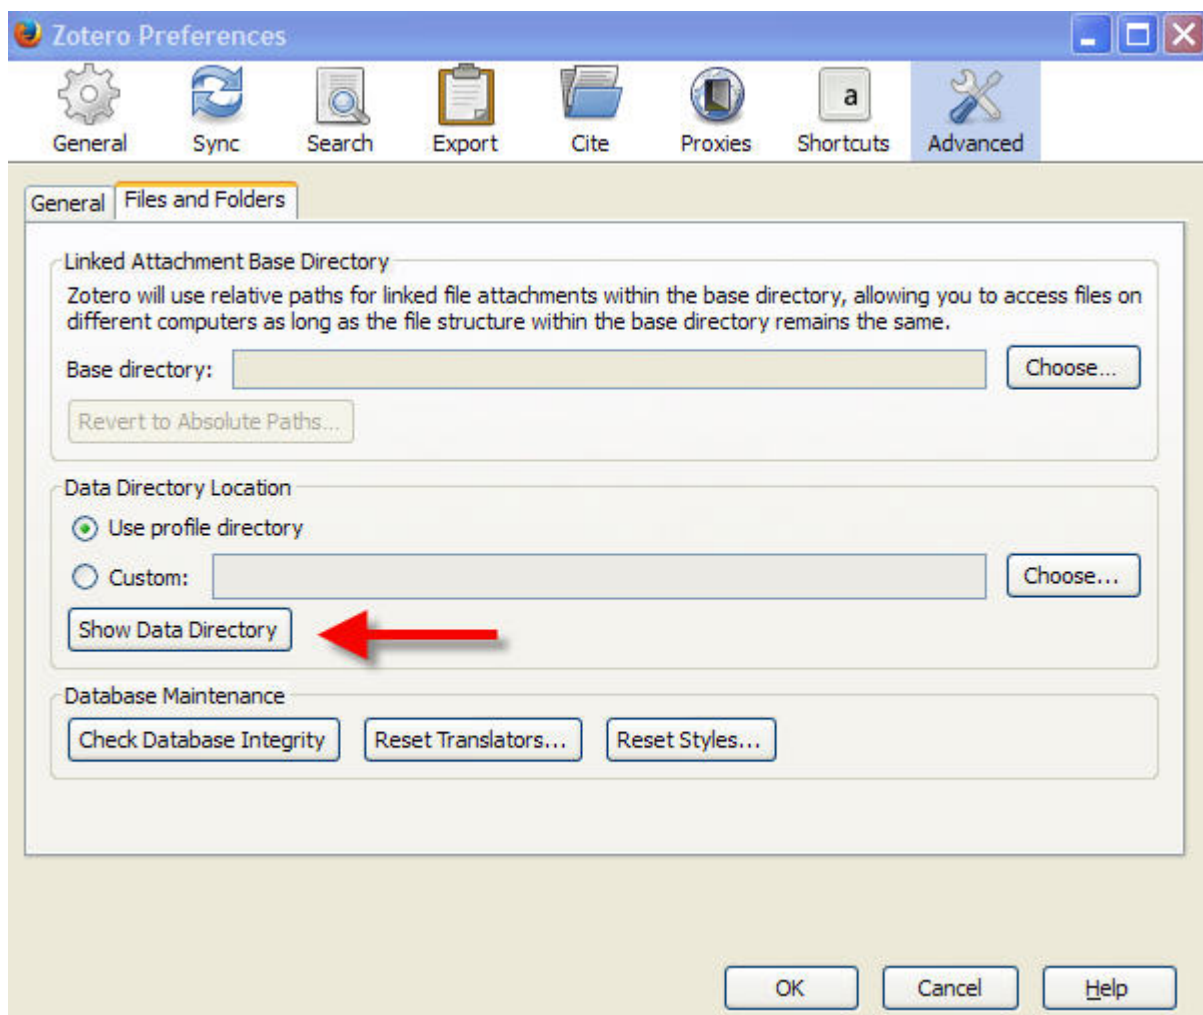 Zotero Preferences
General Sync Search Export Cite Proxies a Shortcuts Advanced
General Files and Folders
Linked Attachment Base Directory
Zotero will use relative paths for linked file attachments within the base directory, allowing you to access files on
different computers as long as the file structure within the base directory remains the same.
Base directory: Choose...
Revert to Absolute Paths...
Data Directory Location
Use profile directory
Custom: Choose...
Show Data Directory
Database Maintenance
Check Database Integrity Reset Translators... Reset Styles...
OK Cancel Help